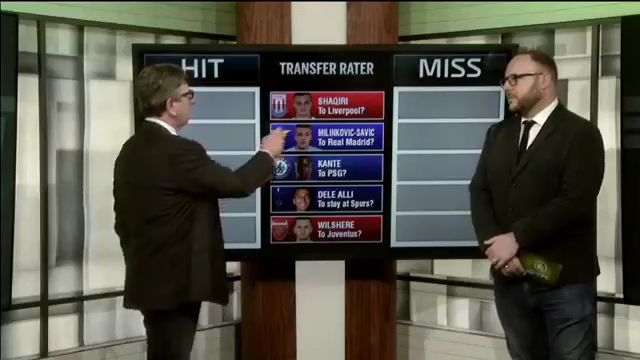 HIT
TRANSFER RATER
MISS
SHAQIRI
To Liverpool?
MILINKOVIC-SAVIC
To Real Madrid?
KANTE
To PSG?
DELE ALLI
To stay at Spurs?
WILSHERE
To Juventus?